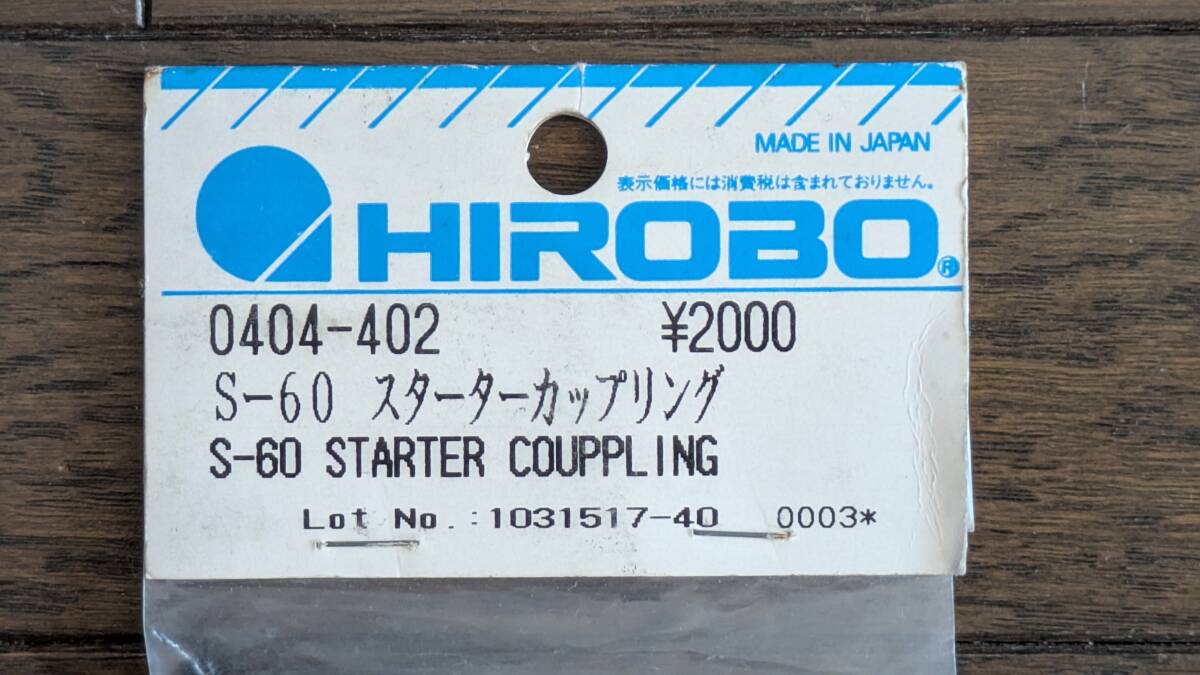 MADE IN JAPAN
表示価格には消費税は含まれておりません。
HIROBO®
0404-402 ¥2000
S-60 スターターカップリング
S-60 STARTER COUPPLING
Lot No.:1031517-40 0003*